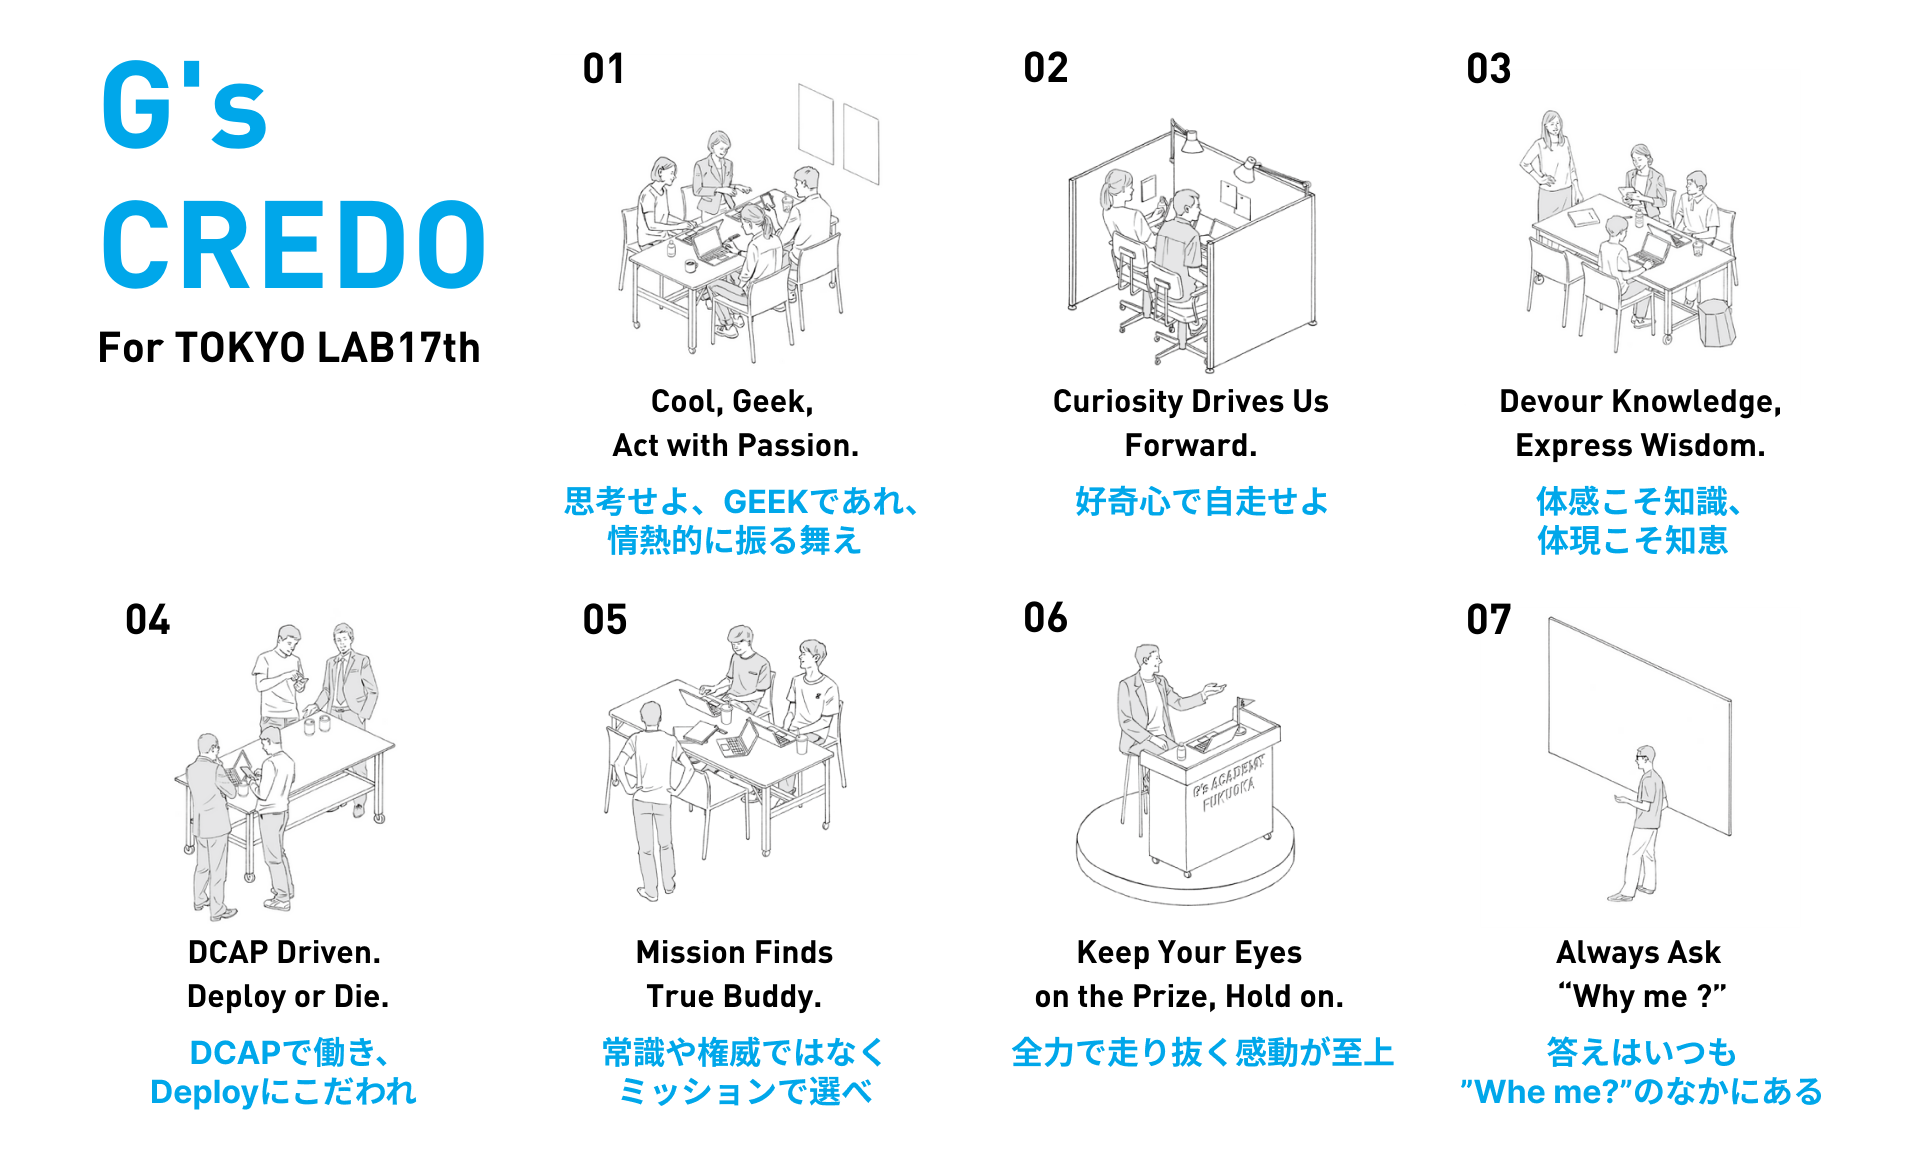 G's
CREDO
For TOKYO LAB17th
01
Cool, Geek,
Act with Passion.
思考せよ、GEEKであれ、
情熱的に振る舞え
02
Curiosity Drives Us
Forward.
好奇心で自走せよ
03
Devour Knowledge,
Express Wisdom.
体感こそ知識、
体現こそ知恵
04
DCAP Driven.
Deploy or Die.
DCAPで働き、
Deployにこだわれ
05
Mission Finds
True Buddy.
常識や権威ではなく
ミッションで選べ
06
G's ACADEMY
FUKUOKA
Keep Your Eyes
on the Prize, Hold on.
全力で走り抜く感動が至上
07
Always Ask
“Why me ?”
答えはいつも
”Whe me?”のなかにある